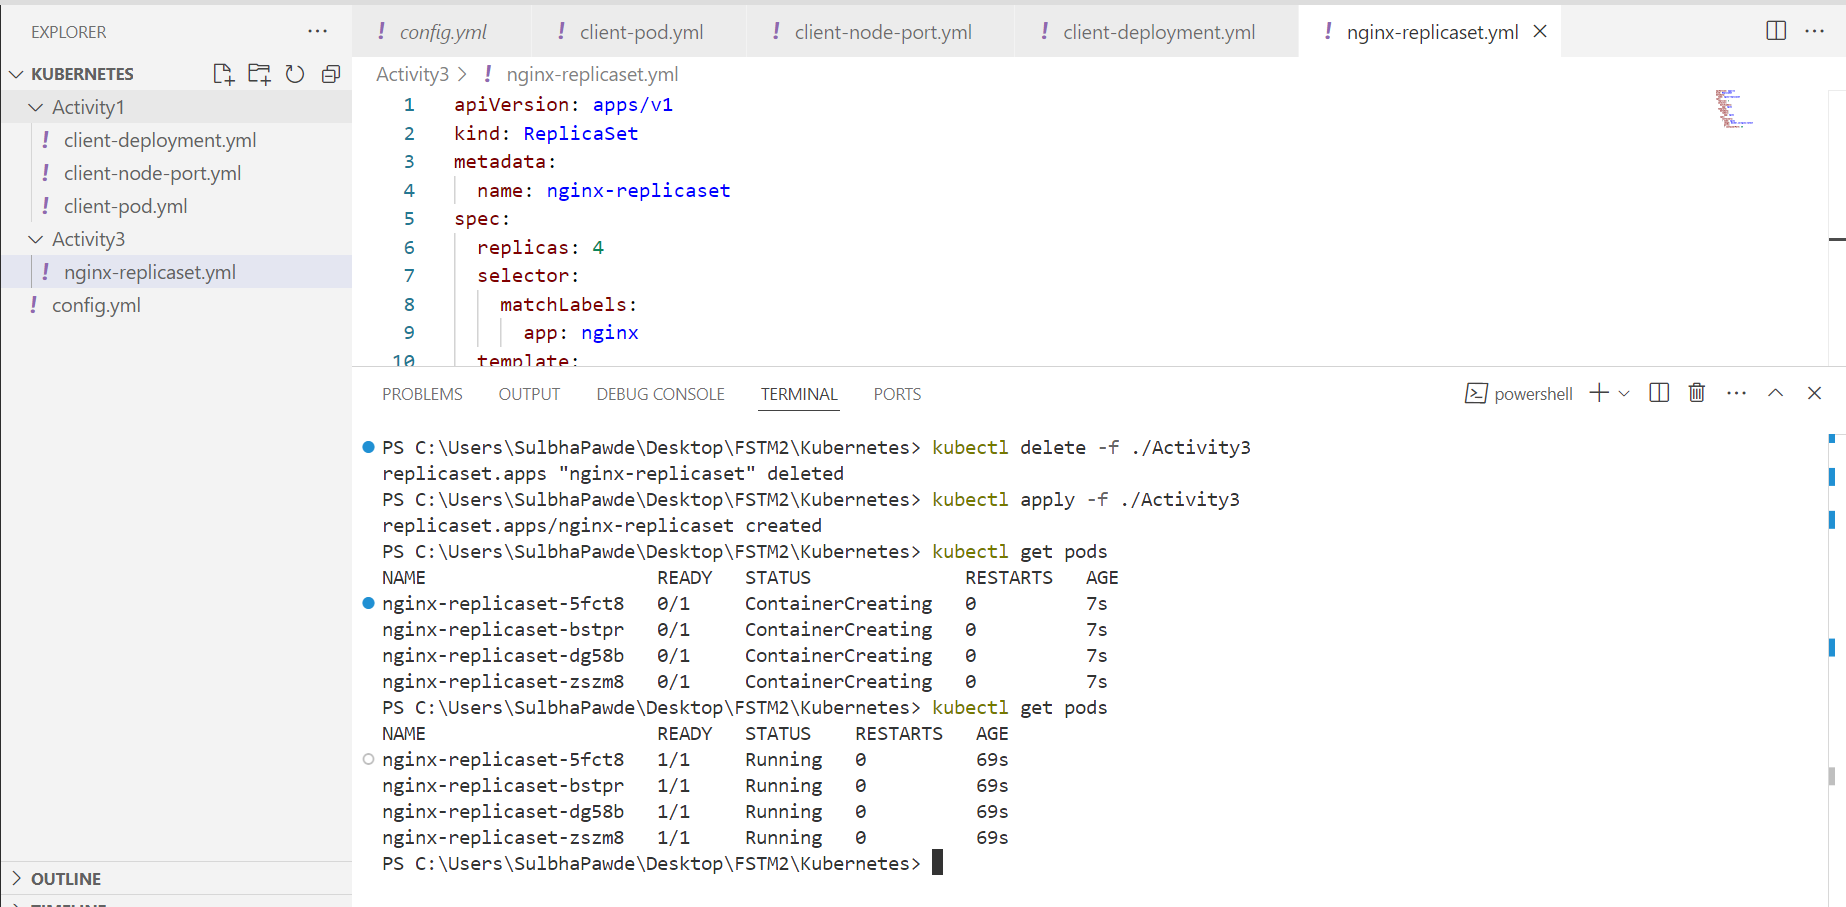 EXPLORER
KUBERNETES
Activity1
! client-deployment.yml
! client-node-port.yml
! client-pod.yml
Activity3
! nginx-replicaset.yml
! config.yml
OUTLINE
TIMELINE
! config.yml ! client-pod.yml ! client-node-port.yml ! client-deployment.yml ! nginx-replicaset.yml
Activity3 > ! nginx-replicaset.yml
1 apiVersion: apps/v1
2 kind: ReplicaSet
3 metadata:
4   name: nginx-replicaset
5 spec:
6   replicas: 4
7   selector:
8     matchLabels:
9       app: nginx
10   template:
PROBLEMS OUTPUT DEBUG CONSOLE TERMINAL PORTS powershell
PS C:\Users\SulbhaPawde\Desktop\FSTM2\Kubernetes> kubectl delete -f ./Activity3
replicaset.apps "nginx-replicaset" deleted
PS C:\Users\SulbhaPawde\Desktop\FSTM2\Kubernetes> kubectl apply -f ./Activity3
replicaset.apps/nginx-replicaset created
PS C:\Users\SulbhaPawde\Desktop\FSTM2\Kubernetes> kubectl get pods
NAME                     READY   STATUS              RESTARTS   AGE
nginx-replicaset-5fct8   0/1     ContainerCreating   0          7s
nginx-replicaset-bstpr   0/1     ContainerCreating   0          7s
nginx-replicaset-dg58b   0/1     ContainerCreating   0          7s
nginx-replicaset-zszm8   0/1     ContainerCreating   0          7s
PS C:\Users\SulbhaPawde\Desktop\FSTM2\Kubernetes> kubectl get pods
NAME                     READY   STATUS    RESTARTS   AGE
nginx-replicaset-5fct8   1/1     Running   0          69s
nginx-replicaset-bstpr   1/1     Running   0          69s
nginx-replicaset-dg58b   1/1     Running   0          69s
nginx-replicaset-zszm8   1/1     Running   0          69s
PS C:\Users\SulbhaPawde\Desktop\FSTM2\Kubernetes>